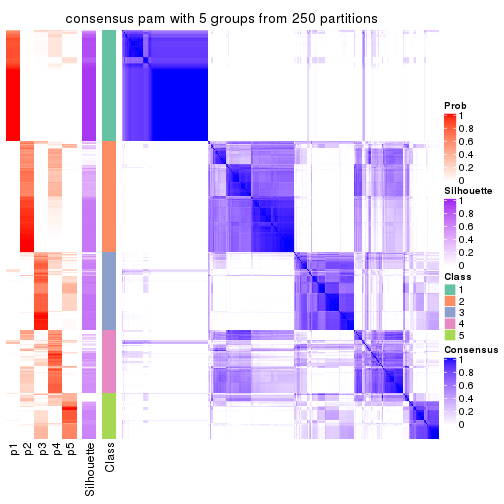 consensus pam with 5 groups from 250 partitions
Prob
1
0.8
0.6
0.4
0.2
0
Silhouette
1
0.8
0.6
0.4
0.2
0
Class
1
2
3
4
5
Consensus
1
0.8
0.6
0.4
0.2
0
p1
p2
p3
p4
p5
Silhouette
Class